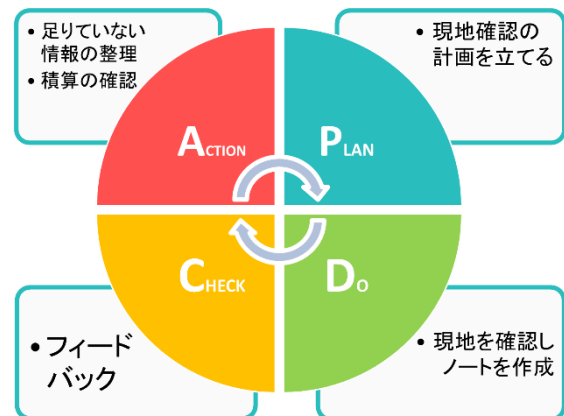 • 足りていない
情報の整理
• 積算の確認
• 現地確認の
計画を立てる
ACTION
PLAN
CHECK
DO
• フィード
バック
• 現地を確認し
ノートを作成